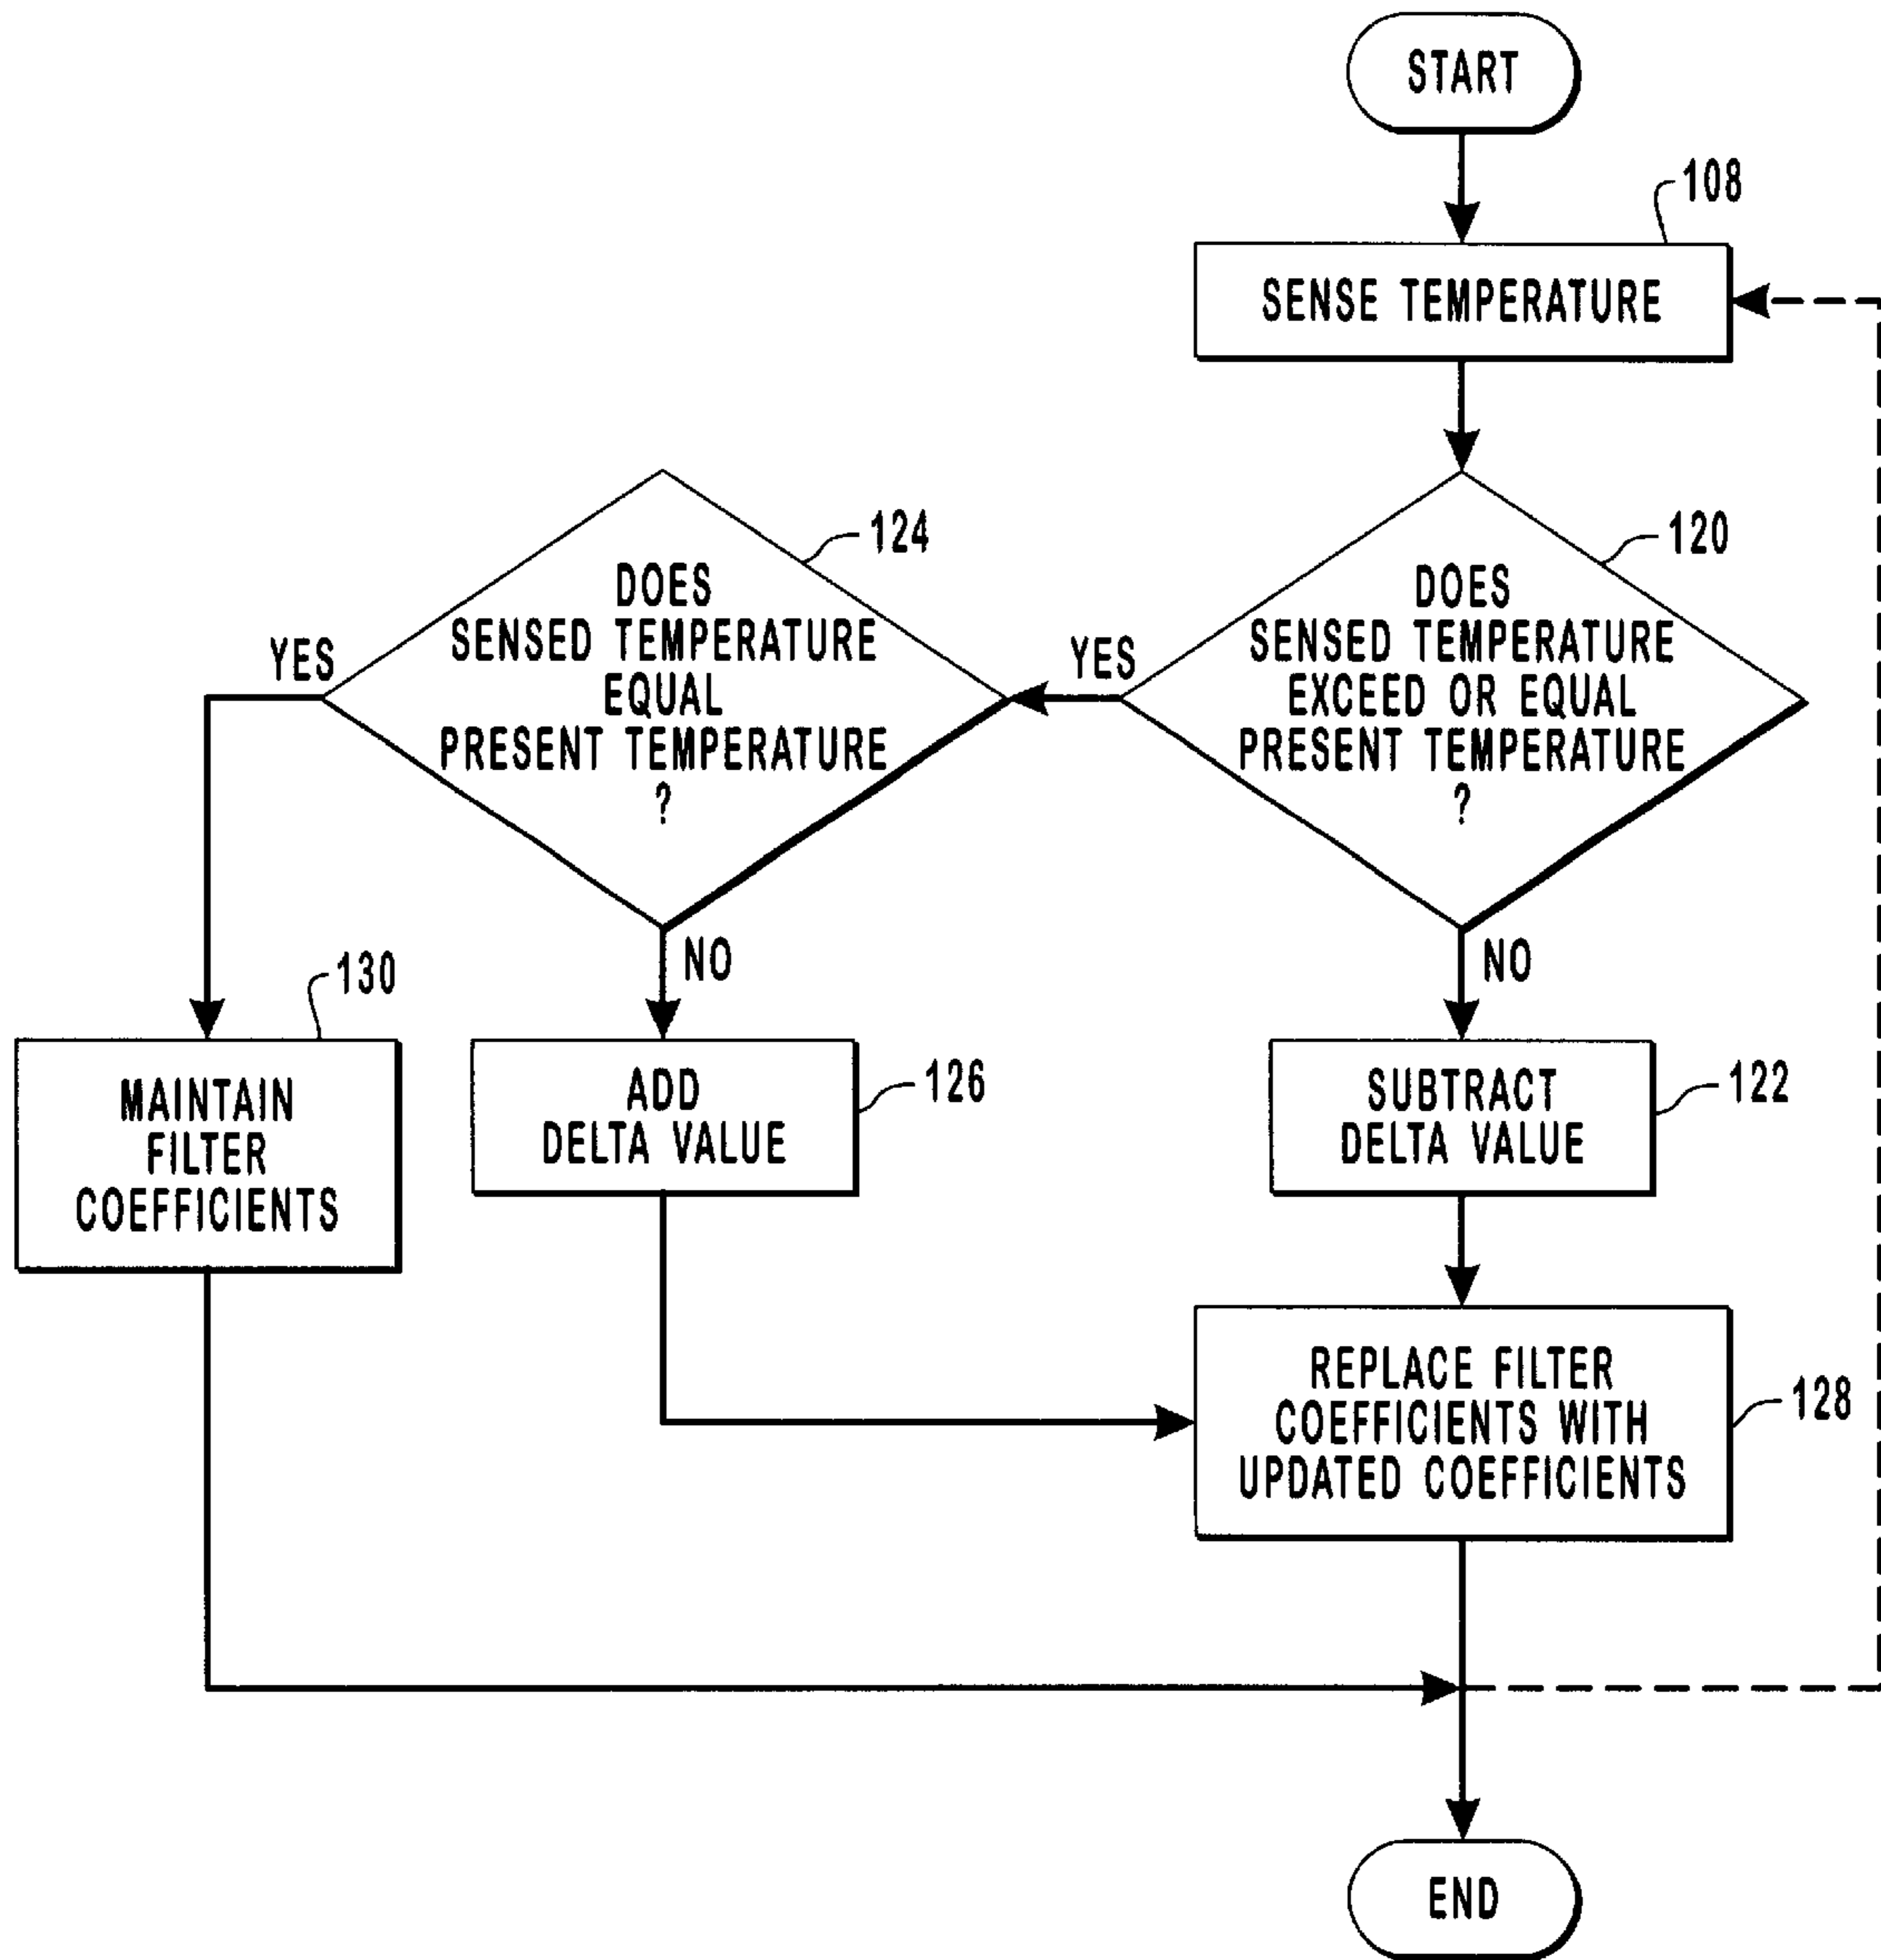 START
108
SENSE TEMPERATURE
124
DOES
SENSED TEMPERATURE
EQUAL
PRESENT TEMPERATURE
?
120
DOES
SENSED TEMPERATURE
EXCEED OR EQUAL
PRESENT TEMPERATURE
?
YES
YES
NO
NO
130
MAINTAIN
FILTER
COEFFICIENTS
ADD
DELTA VALUE
126
SUBTRACT
DELTA VALUE
122
REPLACE FILTER
COEFFICIENTS WITH
UPDATED COEFFICIENTS
128
END